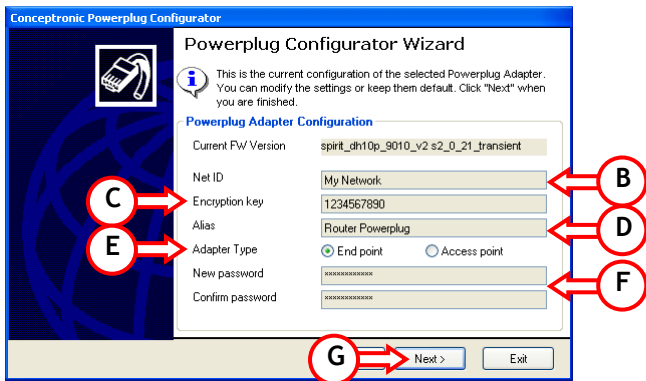 Conceptronic Powerplug Configurator
Powerplug Configurator Wizard
This is the current configuration of the selected Powerplug Adapter.
You can modify the settings or keep them default. Click "Next" when
you are finished.
Powerplug Adapter Configuration
Current FW Version spirit_dh10p_9010_v2 s2_0_21_transient
Net ID My Network B
C Encryption key 1234567890
Alias Router Powerplug D
E Adapter Type End point Access point
New password xxxxxxxxxxxx F
Confirm password xxxxxxxxxxxx
G Next > Exit